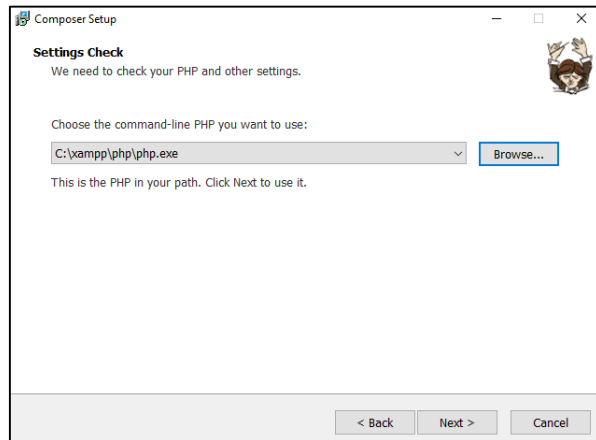 Composer Setup
Settings Check
We need to check your PHP and other settings.
Choose the command-line PHP you want to use:
C:\xampp\php\php.exe
Browse...
This is the PHP in your path. Click Next to use it.
< Back
Next >
Cancel